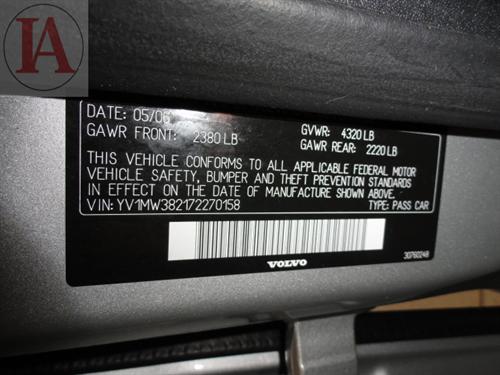 IA
DATE: 05/06
GVWR: 4320 LB
GAWR FRONT: 2380 LB
GAWR REAR: 2220 LB
THIS VEHICLE CONFORMS TO ALL APPLICABLE FEDERAL MOTOR
VEHICLE SAFETY, BUMPER AND THEFT PREVENTION STANDARDS
IN EFFECT ON THE DATE OF MANUFACTURE SHOWN ABOVE.
VIN: YV1MW382172270158
TYPE: PASS CAR
VOLVO
30760248